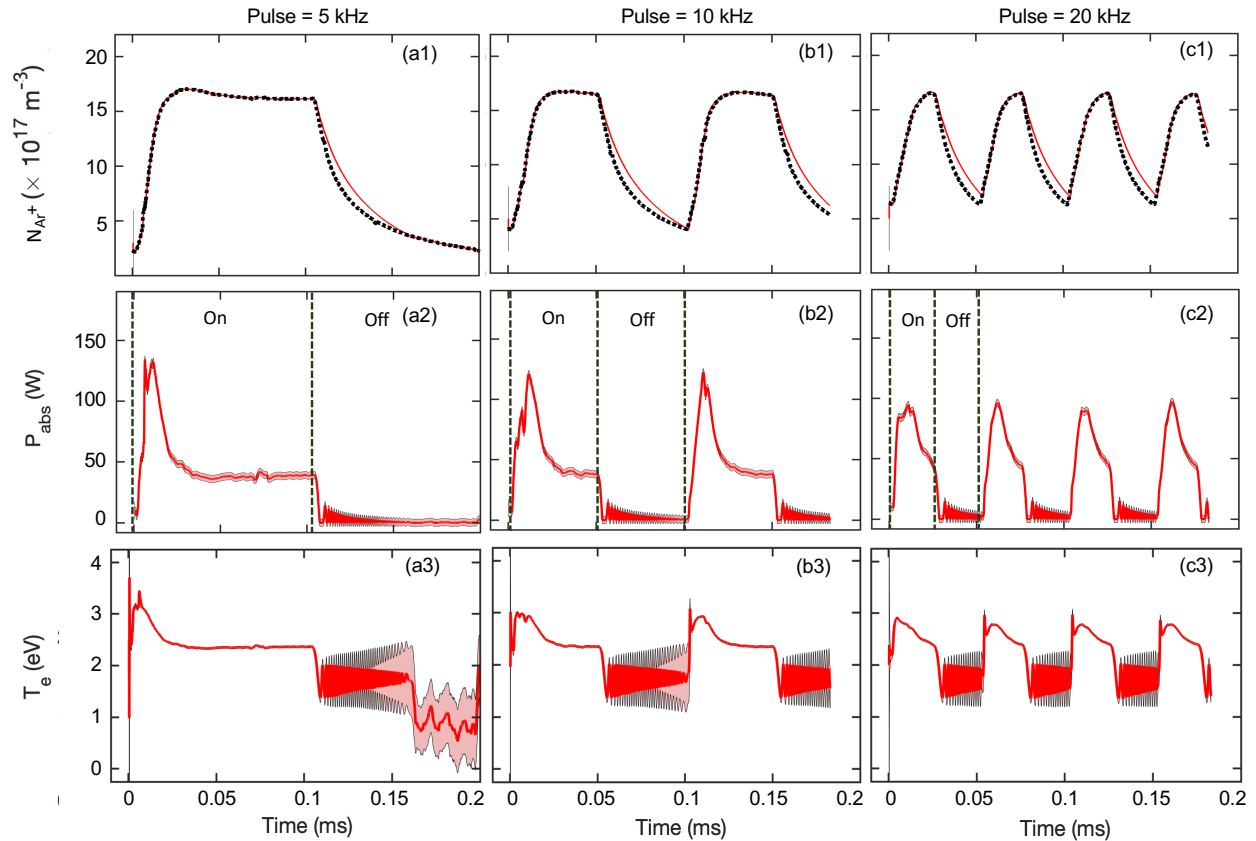 Pulse = 5 kHz
Pulse = 10 kHz
Pulse = 20 kHz
N_Ar+ (× 10^17 m^−3)
20
15
10
5
(a1)
(b1)
(c1)
P_abs (W)
150
100
50
0
On
Off
(a2)
On
Off
(b2)
On
Off
(c2)
T_e (eV)
4
3
2
1
0
(a3)
(b3)
(c3)
0 0.05 0.1 0.15 0.2
0 0.05 0.1 0.15 0.2
0 0.05 0.1 0.15 0.2
Time (ms)
Time (ms)
Time (ms)